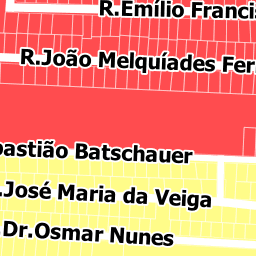 R.Emílio Francis
R.João Melquíades Fer
bastião Batschauer
.José Maria da Veiga
.Dr.Osmar Nunes